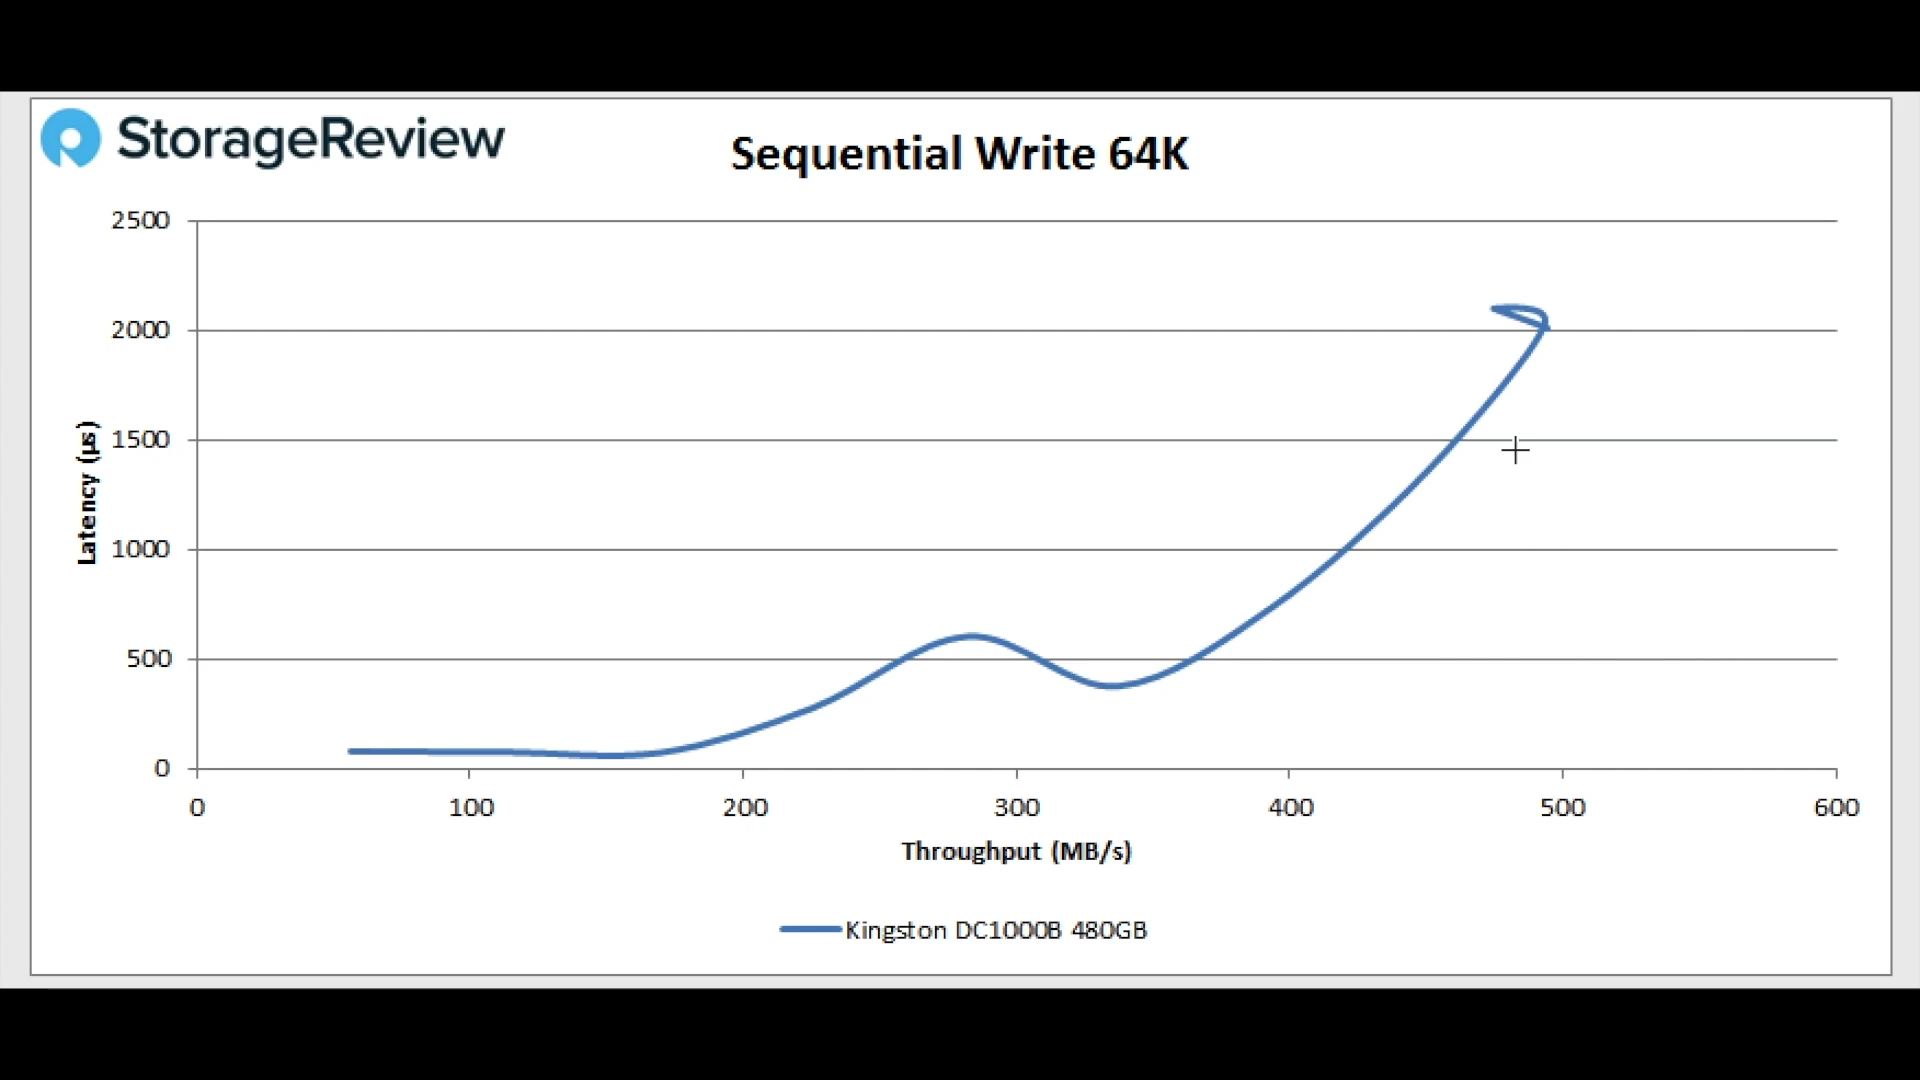 StorageReview
Sequential Write 64K
2500
2000
1500
1000
500
0
Latency (µs)
0 100 200 300 400 500 600
Throughput (MB/s)
Kingston DC1000B 480GB